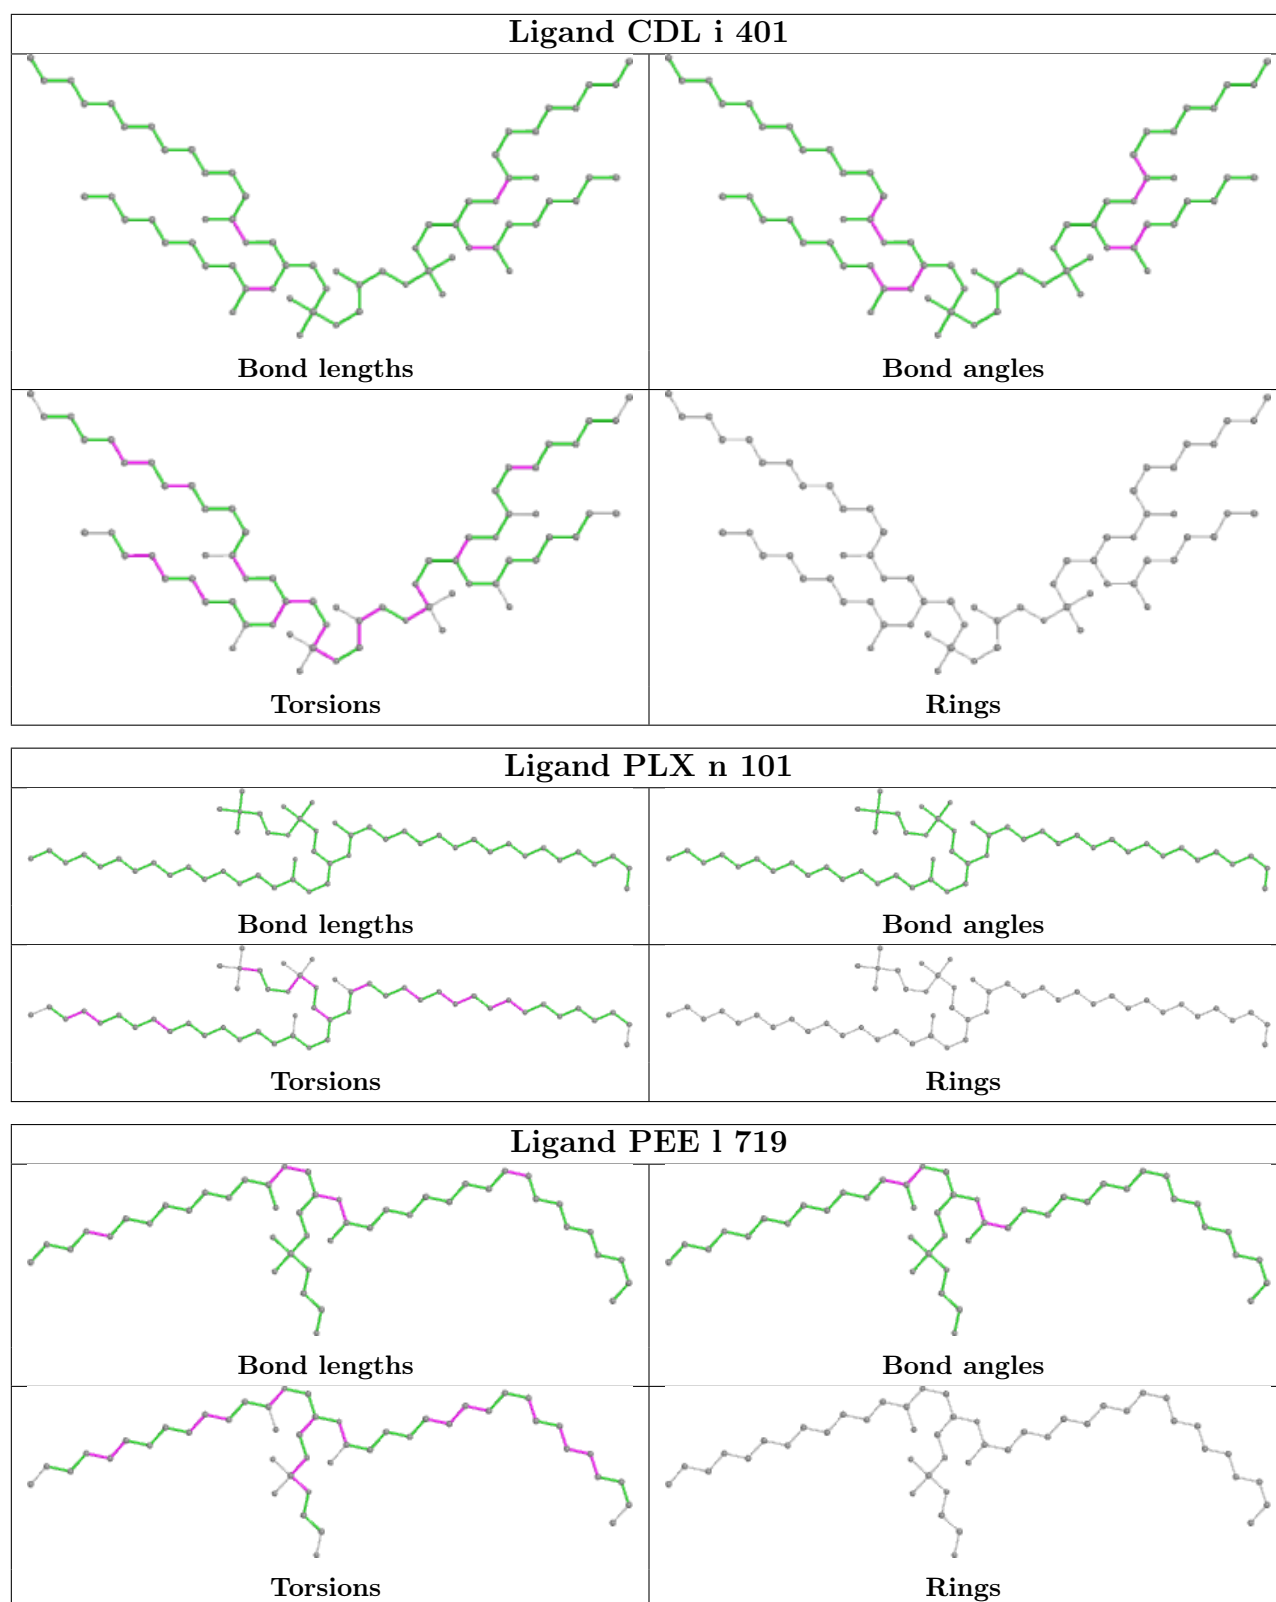 Ligand CDL i 401
Bond lengths
Bond angles
Torsions
Rings
Ligand PLX n 101
Bond lengths
Bond angles
Torsions
Rings
Ligand PEE l 719
Bond lengths
Bond angles
Torsions
Rings